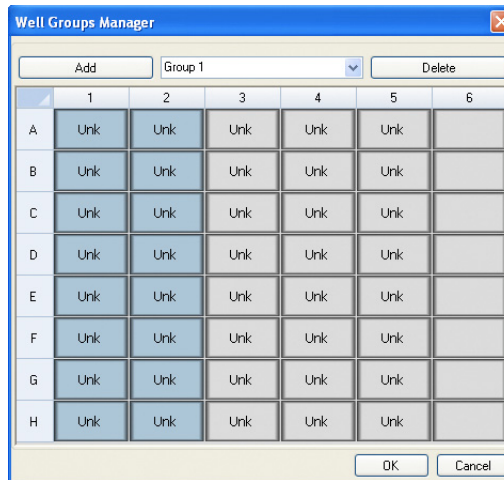 Well Groups Manager
Add Group 1 Delete
1 2 3 4 5 6
A Unk Unk Unk Unk Unk
B Unk Unk Unk Unk Unk
C Unk Unk Unk Unk Unk
D Unk Unk Unk Unk Unk
E Unk Unk Unk Unk Unk
F Unk Unk Unk Unk Unk
G Unk Unk Unk Unk Unk
H Unk Unk Unk Unk Unk
OK Cancel